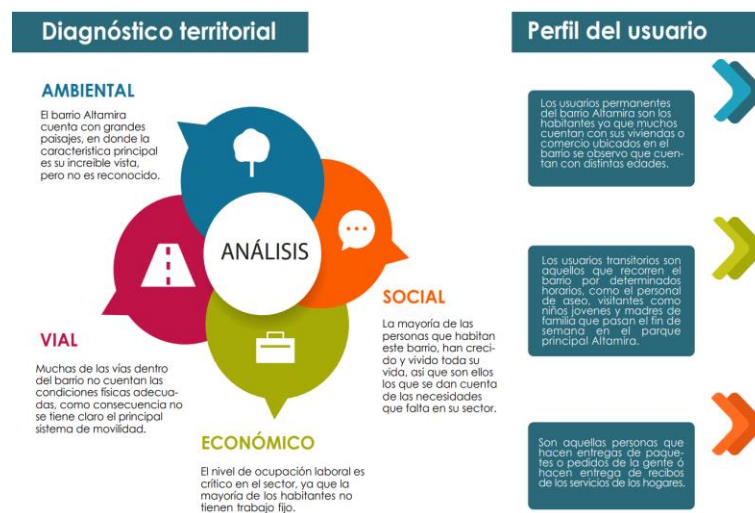 Diagnóstico territorial
AMBIENTAL
El barrio Altamira
cuenta con grandes
paisajes, en donde la
caracteristica principal
es su increible vista,
pero no es reconocido.
ANÁLISIS
SOCIAL
La mayoría de las
personas que habitan
este barrio, han creci-
do y vivido toda su
vida, asi que son ellos
los que se dan cuenta
de las necesidades
que falta en su sector.
VIAL
Muchas de las vías dentro
del barrio no cuentan las
condiciones físicas adecua-
das, como consecuencia no
se tiene claro el principal
sistema de movilidad.
ECONÓMICO
El nivel de ocupación laboral es
crítico en el sector, ya que la
mayoría de los habitantes no
tienen trabajo fijo.
Perfil del usuario
Los usuarios permanentes
del barrio Altamira son los
habitantes ya que muchos
cuentan con sus viviendas o
comercio ubicados en el
barrio se observo que cuen-
tan con distintas edades.
Los usuarios transitorios son
aquellos que recorren el
barrio por determinados
horarios, como el personal
de aseo, visitantes como
niños jovenes y madres de
familia que pasan el fin de
semana en el parque
principal Altamira.
Son aquellas personas que
hacen entregas de paque-
tes o pedidos de la gente ó
hacen entrega de recibos
de los servicios de los hogares.